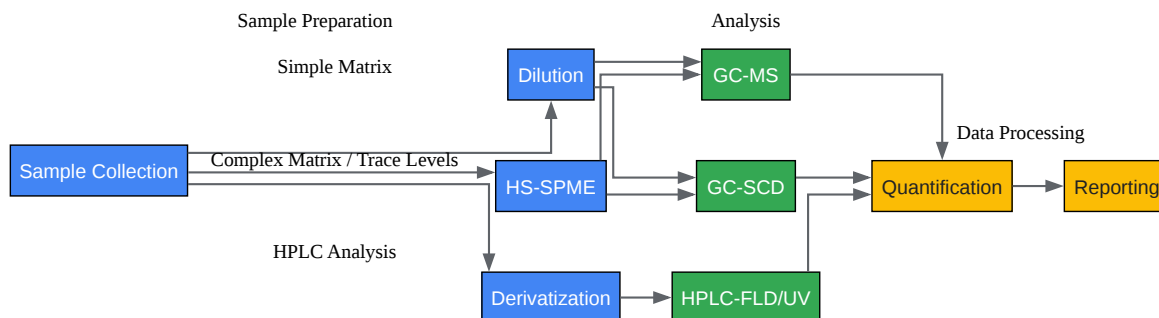 Sample Preparation
Analysis
Simple Matrix
Dilution
GC-MS
Data Processing
Sample Collection
Complex Matrix / Trace Levels
HS-SPME
GC-SCD
Quantification
Reporting
HPLC Analysis
Derivatization
HPLC-FLD/UV